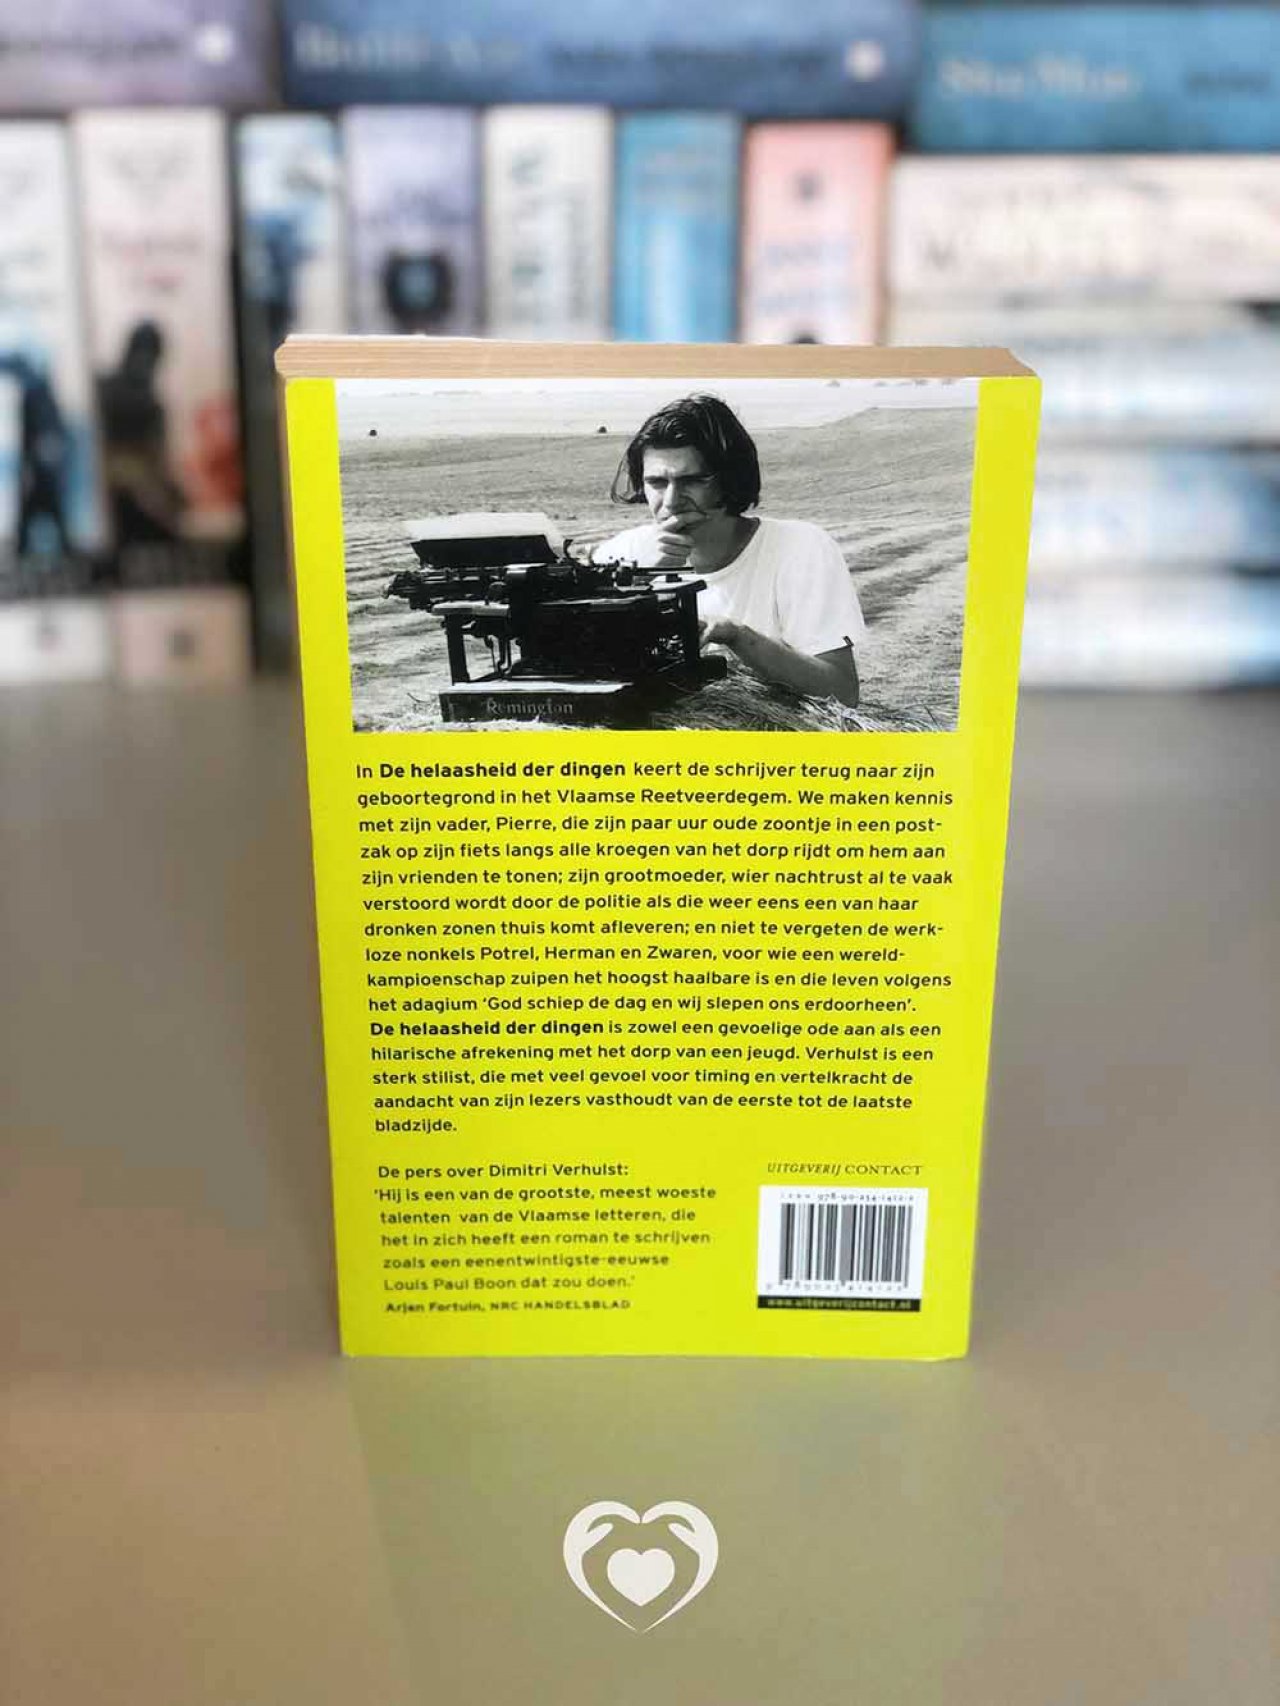 Remington
In De helaasheid der dingen keert de schrijver terug naar zijn
geboortegrond in het Vlaamse Reetveerdegem. We maken kennis
met zijn vader, Pierre, die zijn paar uur oude zoontje in een post-
zak op zijn fiets langs alle kroegen van het dorp rijdt om hem aan
zijn vrienden te tonen; zijn grootmoeder, wier nachtrust al te vaak
verstoord wordt door de politie als die weer eens een van haar
dronken zonen thuis komt afleveren; en niet te vergeten de werk-
loze nonkels Potrel, Herman en Zwaren, voor wie een wereld-
kampioenschap zuipen het hoogst haalbare is en die leven volgens
het adagium ‘God schiep de dag en wij slepen ons erdoorheen’.
De helaasheid der dingen is zowel een gevoelige ode aan als een
hilarische afrekening met het dorp van een jeugd. Verhulst is een
sterk stilist, die met veel gevoel voor timing en vertelkracht de
aandacht van zijn lezers vasthoudt van de eerste tot de laatste
bladzijde.
De pers over Dimitri Verhulst:
‘Hij is een van de grootste, meest woeste
talenten van de Vlaamse letteren, die
het in zich heeft een roman te schrijven
zoals een eenentwintigste-eeuwse
Louis Paul Boon dat zou doen.’
Arjen Fortuin, NRC HANDELSBLAD
UITGEVERIJ CONTACT
www.uitgeverijcontact.nl